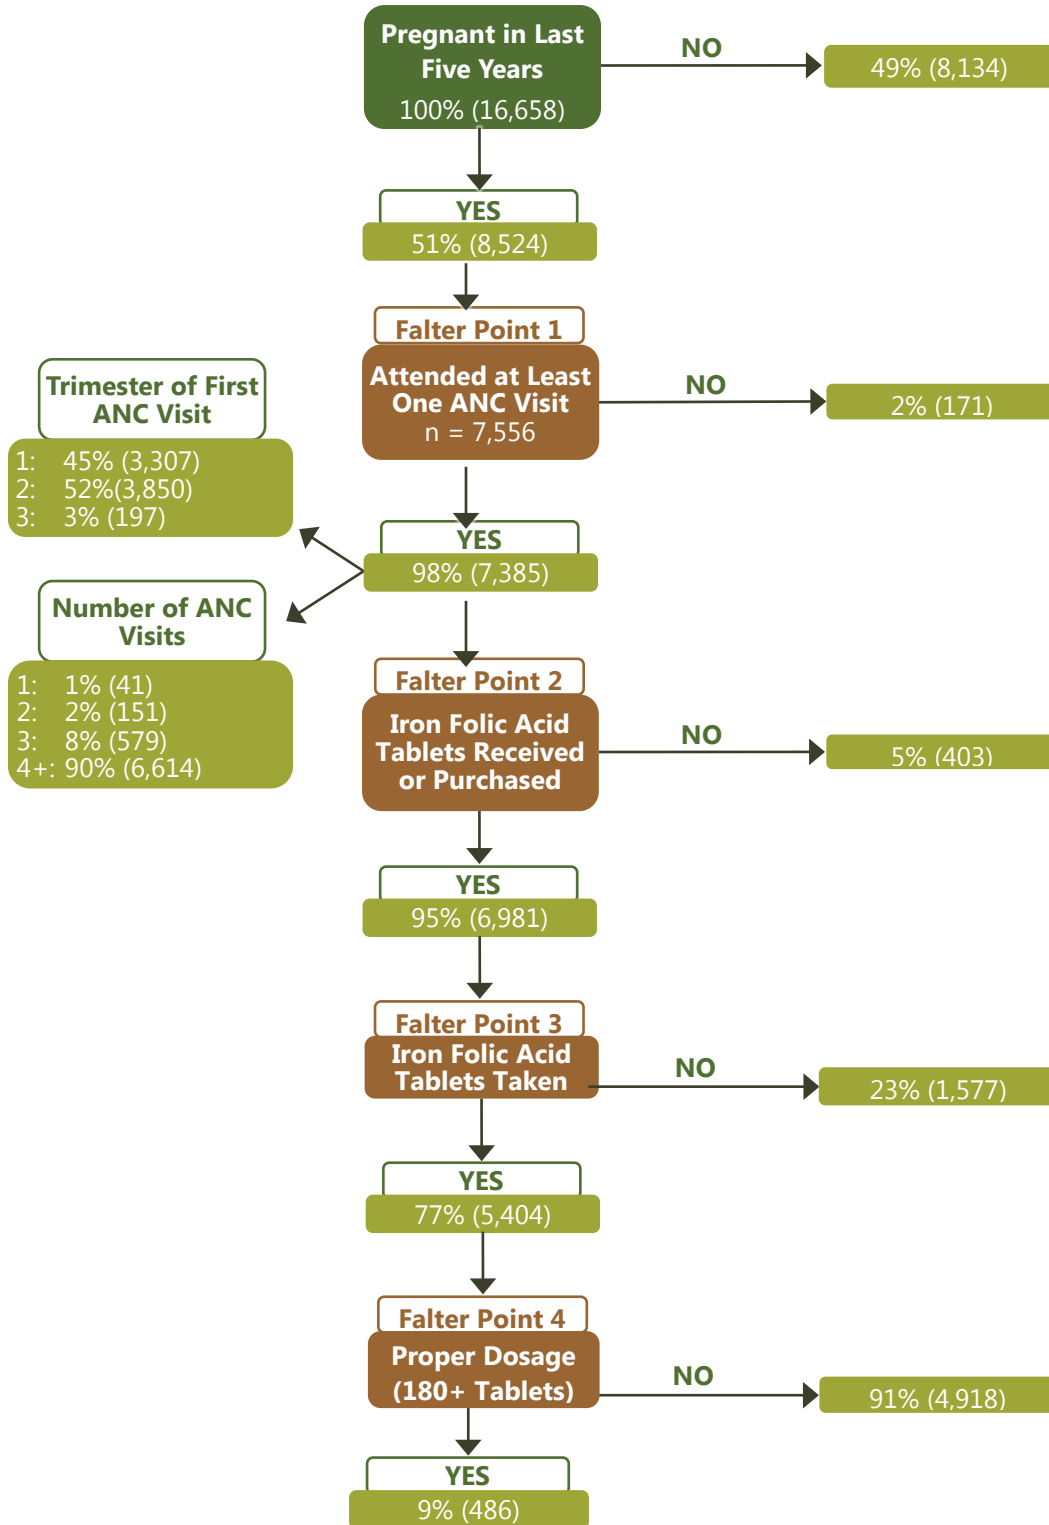 Pregnant in Last
Five Years
100% (16,658)
NO
49% (8,134)
YES
51% (8,524)
Falter Point 1
Attended at Least
One ANC Visit
n = 7,556
NO
2% (171)
Trimester of First
ANC Visit
1: 45% (3,307)
2: 52%(3,850)
3: 3% (197)
YES
98% (7,385)
Number of ANC
Visits
1: 1% (41)
2: 2% (151)
3: 8% (579)
4+: 90% (6,614)
Falter Point 2
Iron Folic Acid
Tablets Received
or Purchased
NO
5% (403)
YES
95% (6,981)
Falter Point 3
Iron Folic Acid
Tablets Taken
NO
23% (1,577)
YES
77% (5,404)
Falter Point 4
Proper Dosage
(180+ Tablets)
NO
91% (4,918)
YES
9% (486)